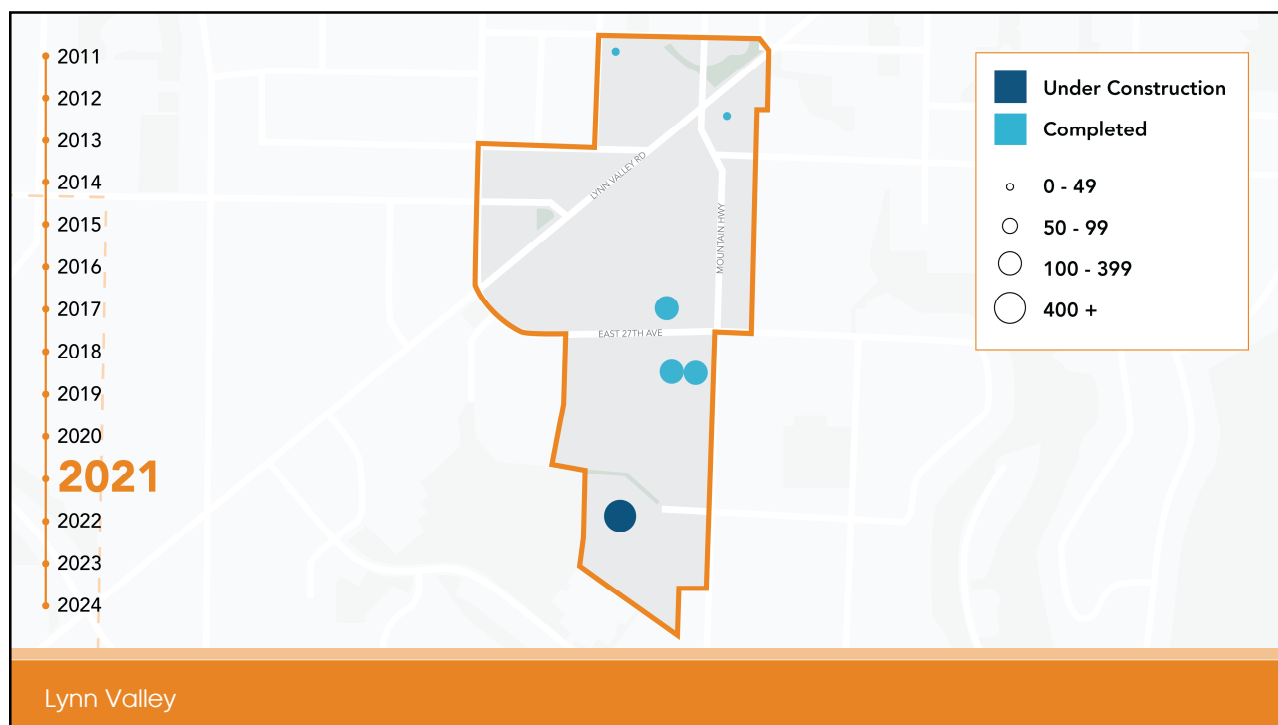 2011
2012
2013
2014
2015
2016
2017
2018
2019
2020
2021
2022
2023
2024
LYNN VALLEY RD
MOUNTAIN HWY
EAST 27TH AVE
Under Construction
Completed
0 - 49
50 - 99
100 - 399
400 +
Lynn Valley